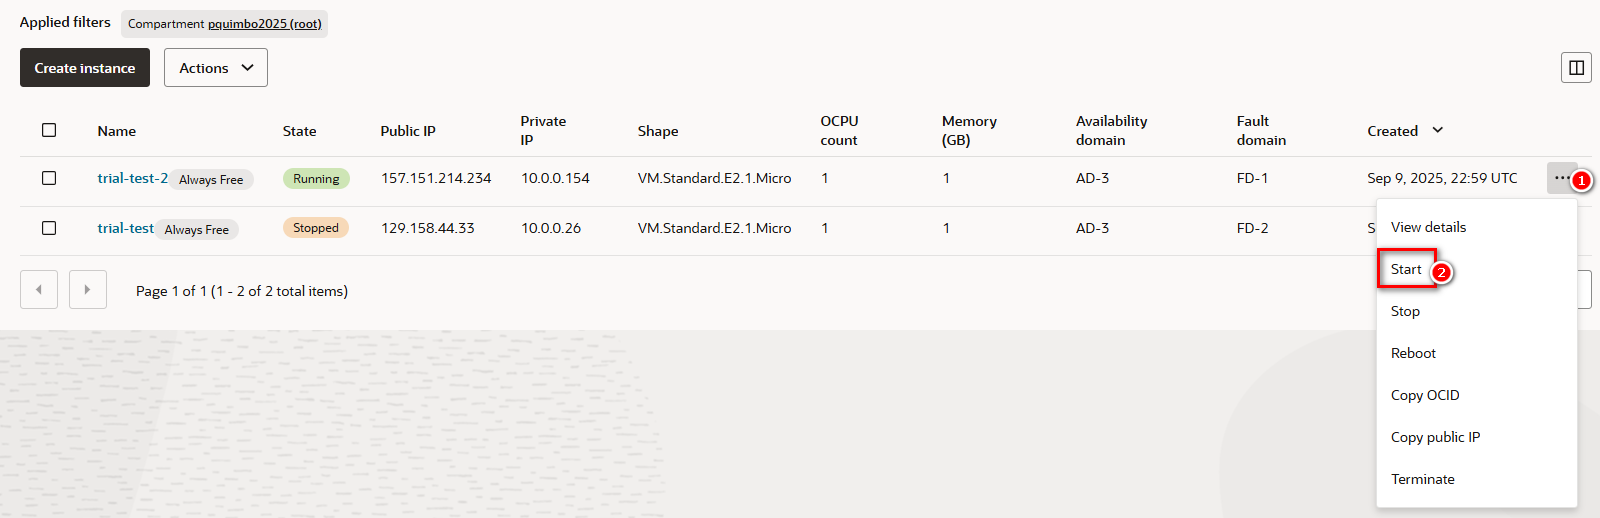 Applied filters Compartment pquimbo2025 (root)
Create instance Actions
Name State Public IP Private IP Shape OCPU count Memory (GB) Availability domain Fault domain Created
trial-test-2 Always Free Running 157.151.214.234 10.0.0.154 VM.Standard.E2.1.Micro 1 1 AD-3 FD-1 Sep 9, 2025, 22:59 UTC ... 1
trial-test Always Free Stopped 129.158.44.33 10.0.0.26 VM.Standard.E2.1.Micro 1 1 AD-3 FD-2 S
Page 1 of 1 (1 - 2 of 2 total items)
View details
Start 2
Stop
Reboot
Copy OCID
Copy public IP
Terminate